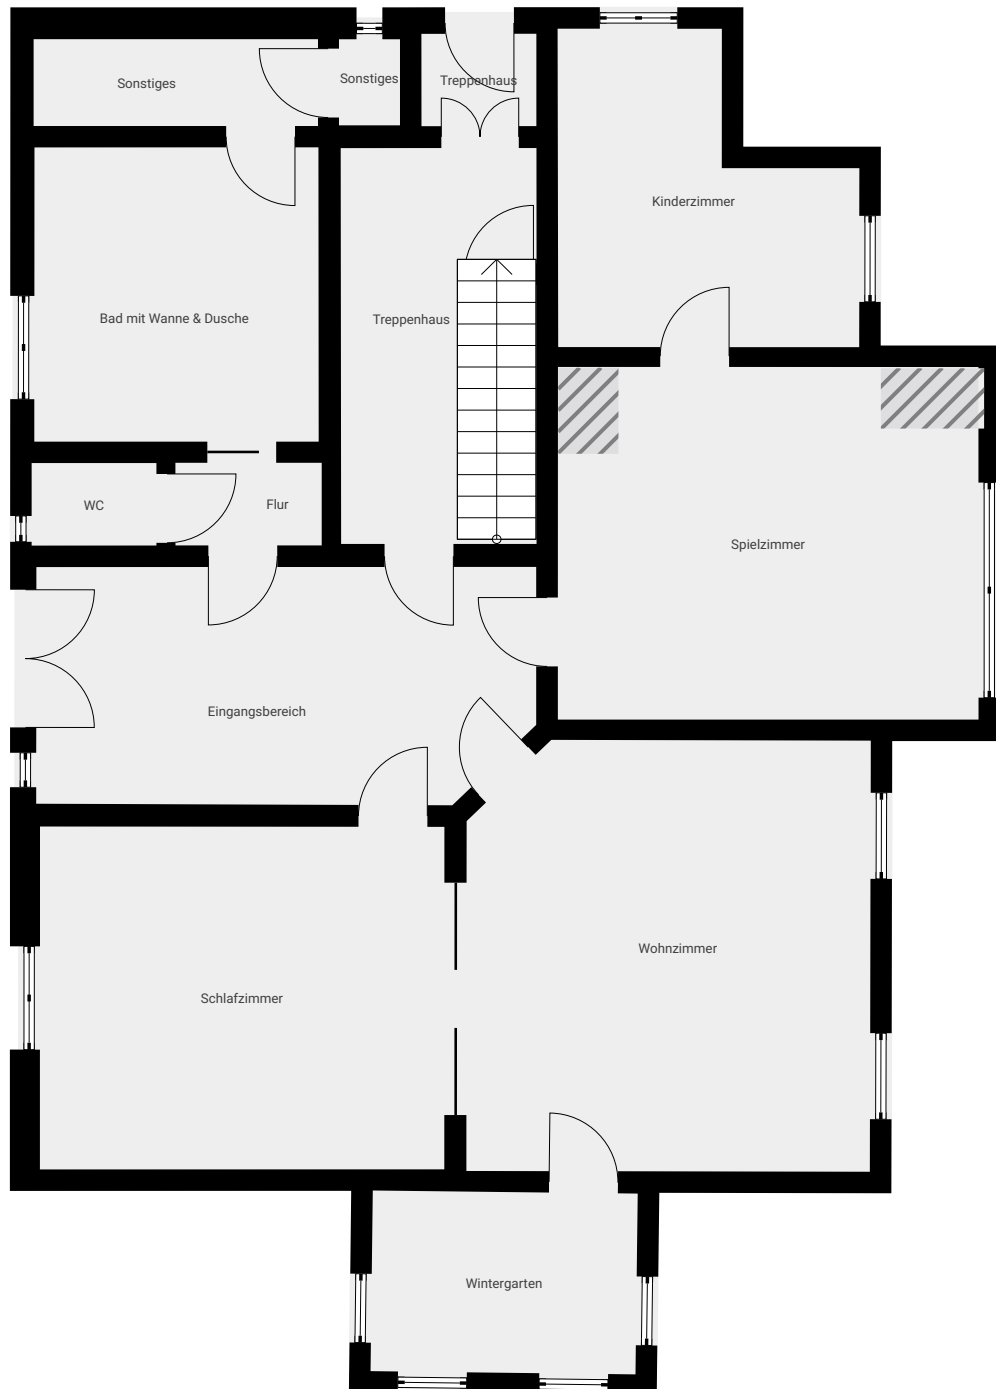 Sonstiges
Sonstiges
Treppenhaus
Kinderzimmer
Bad mit Wanne & Dusche
Treppenhaus
WC
Flur
Spielzimmer
Eingangsbereich
Wohnzimmer
Schlafzimmer
Wintergarten